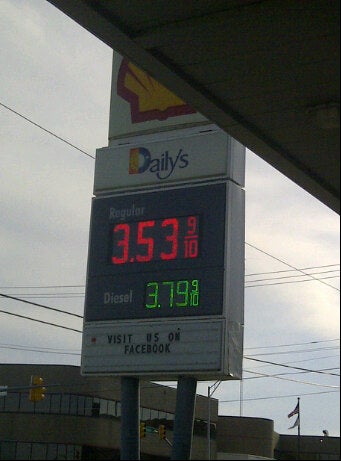 Daily's
Regular
3.53 9/10
Diesel
3.79 9/10
VISIT US ON
FACEBOOK